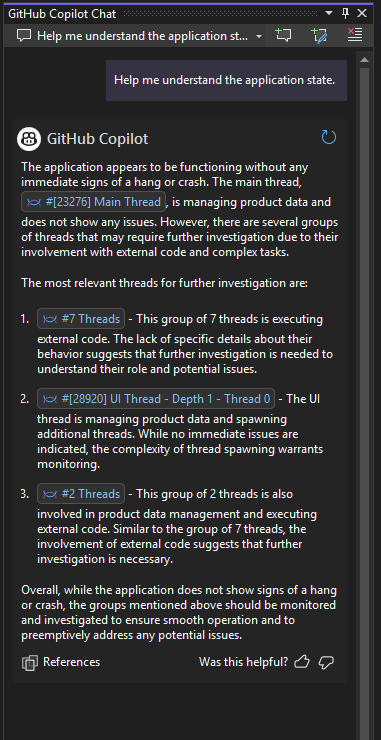 GitHub Copilot Chat
Help me understand the application st...
Help me understand the application state.
GitHub Copilot
The application appears to be functioning without any
immediate signs of a hang or crash. The main thread,
#[23276] Main Thread , is managing product data and
does not show any issues. However, there are several groups
of threads that may require further investigation due to their
involvement with external code and complex tasks.
The most relevant threads for further investigation are:
1. #7 Threads - This group of 7 threads is executing
external code. The lack of specific details about their
behavior suggests that further investigation is needed to
understand their role and potential issues.
2. #[28920] UI Thread - Depth 1 - Thread 0 - The UI
thread is managing product data and spawning
additional threads. While no immediate issues are
indicated, the complexity of thread spawning warrants
monitoring.
3. #2 Threads - This group of 2 threads is also
involved in product data management and executing
external code. Similar to the group of 7 threads, the
involvement of external code suggests that further
investigation is necessary.
Overall, while the application does not show signs of a hang
or crash, the groups mentioned above should be monitored
and investigated to ensure smooth operation and to
preemptively address any potential issues.
References Was this helpful?